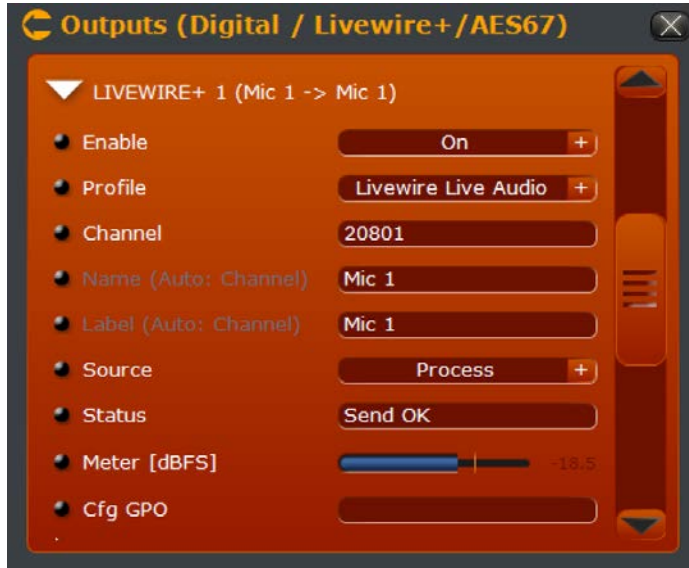 Outputs (Digital / Livewire+/AES67)
LIVEWIRE+ 1 (Mic 1 -> Mic 1)
Enable On +
Profile Livewire Live Audio +
Channel 20801
Name (Auto: Channel) Mic 1
Label (Auto: Channel) Mic 1
Source Process +
Status Send OK
Meter [dBFS] -18.5
Cfg GPO